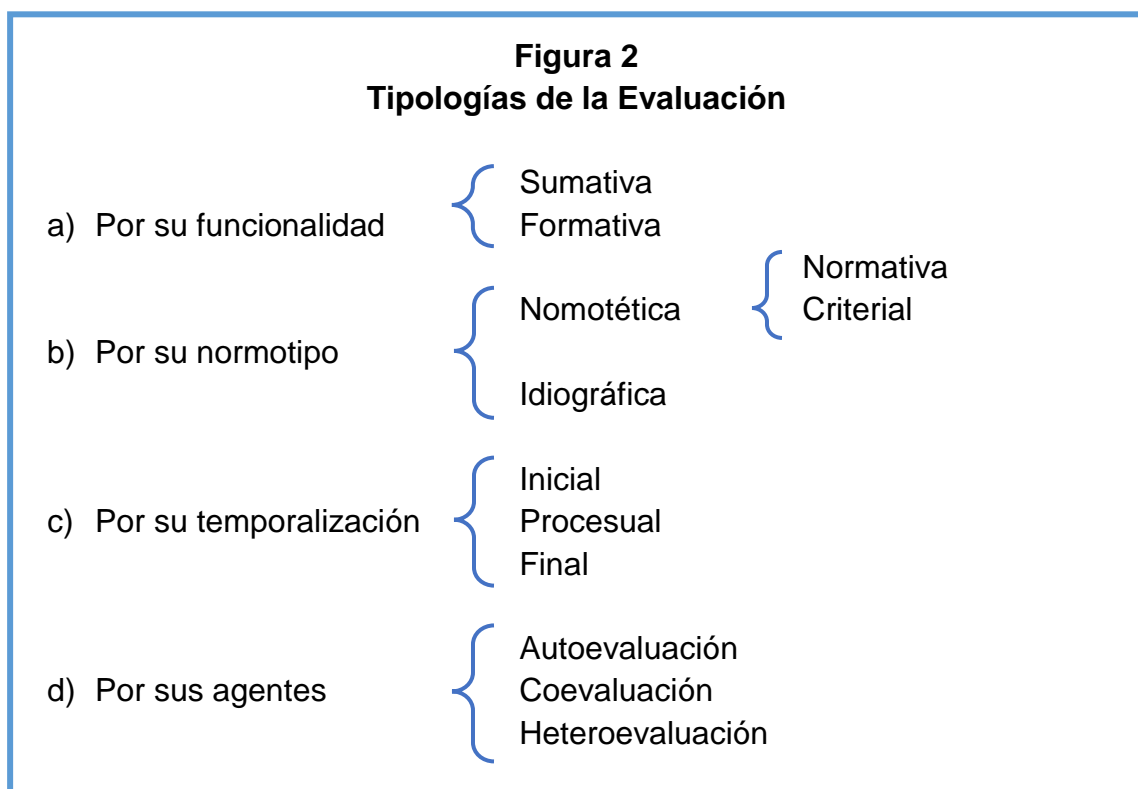 Figura 2
Tipologías de la Evaluación
Sumativa
a) Por su funcionalidad
Formativa
Normativa
Nomotética
Criterial
b) Por su normotipo
Idiográfica
Inicial
c) Por su temporalización
Procesual
Final
Autoevaluación
d) Por sus agentes
Coevaluación
Heteroevaluación